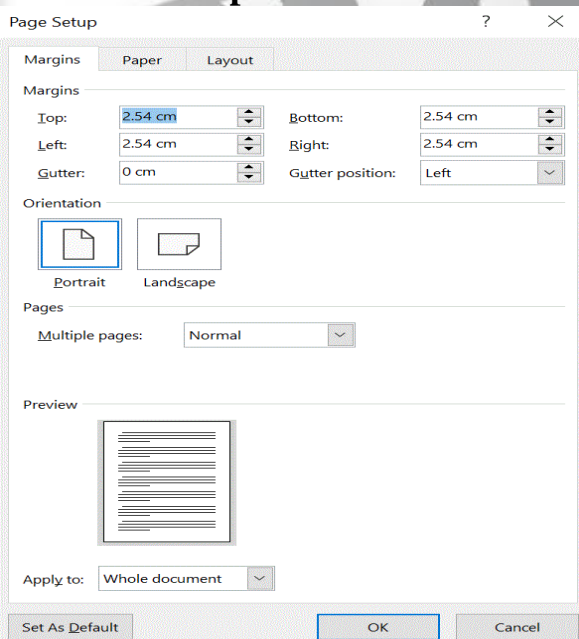 Page Setup ? ×
Margins Paper Layout
Margins
Top: 2.54 cm Bottom: 2.54 cm
Left: 2.54 cm Right: 2.54 cm
Gutter: 0 cm Gutter position: Left
Orientation
Portrait Landscape
Pages
Multiple pages: Normal
Preview
Apply to: Whole document
Set As Default OK Cancel